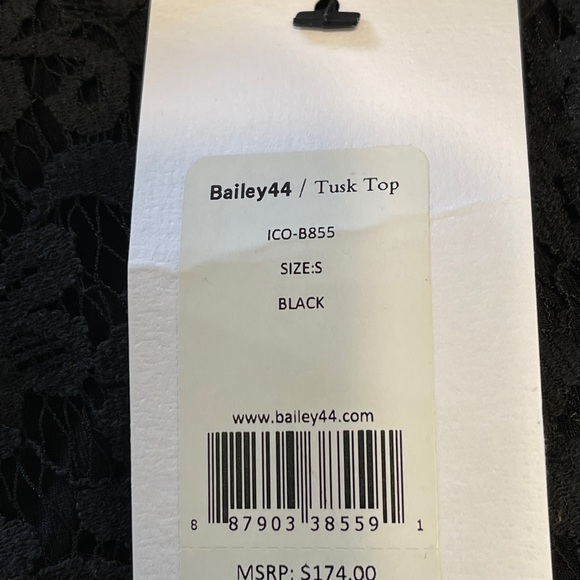 Bailey44 / Tusk Top
ICO-B855
SIZE:S
BLACK
www.bailey44.com
8 87903 38559 1
MSRP: $174.00